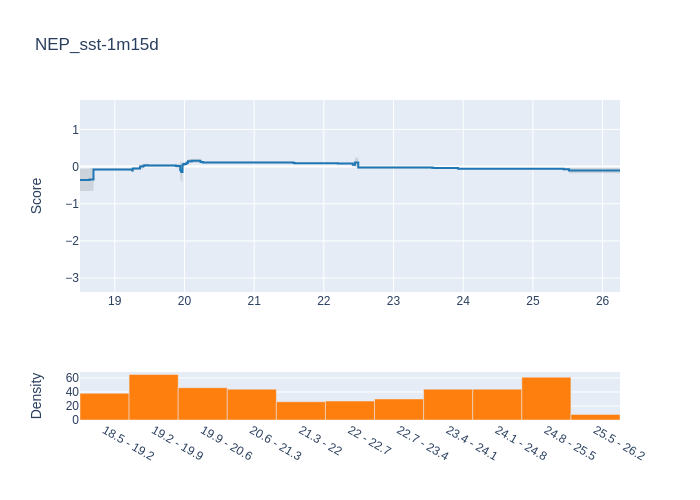 NEP_sst-1m15d
Score
1
0
−1
−2
−3
19 20 21 22 23 24 25 26
Density
60
40
20
0
18.5 - 19.2
19.2 - 19.9
19.9 - 20.6
20.6 - 21.3
21.3 - 22
22 - 22.7
22.7 - 23.4
23.4 - 24.1
24.1 - 24.8
24.8 - 25.5
25.5 - 26.2